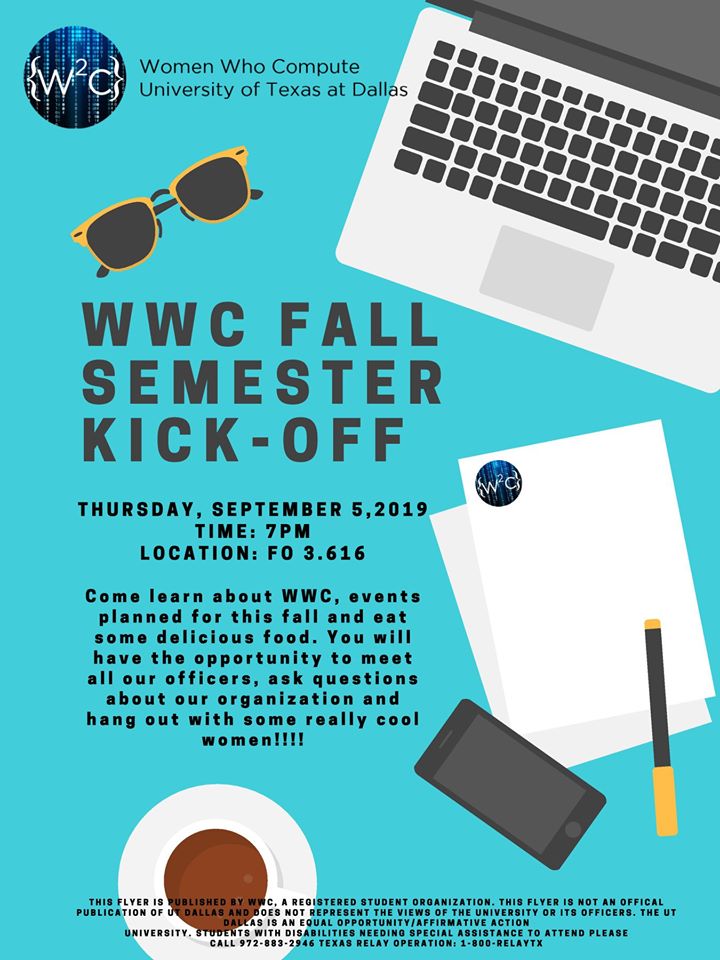 {W²C}
Women Who Compute
University of Texas at Dallas
WWC FALL
SEMESTER
KICK-OFF
{W²C}
THURSDAY, SEPTEMBER 5,2019
TIME: 7PM
LOCATION: FO 3.616
Come learn about WWC, events
planned for this fall and eat
some delicious food. You will
have the opportunity to meet
all our officers, ask questions
about our organization and
hang out with some really cool
women!!!!
THIS FLYER IS PUBLISHED BY WWC, A REGISTERED STUDENT ORGANIZATION. THIS FLYER IS NOT AN OFFICAL
PUBLICATION OF UT DALLAS AND DOES NOT REPRESENT THE VIEWS OF THE UNIVERSITY OR ITS OFFICERS. THE UT
DALLAS IS AN EQUAL OPPORTUNITY/AFFIRMATIVE ACTION
UNIVERSITY. STUDENTS WITH DISABILITIES NEEDING SPECIAL ASSISTANCE TO ATTEND PLEASE
CALL 972-883-2946 TEXAS RELAY OPERATION: 1-800-RELAYTX